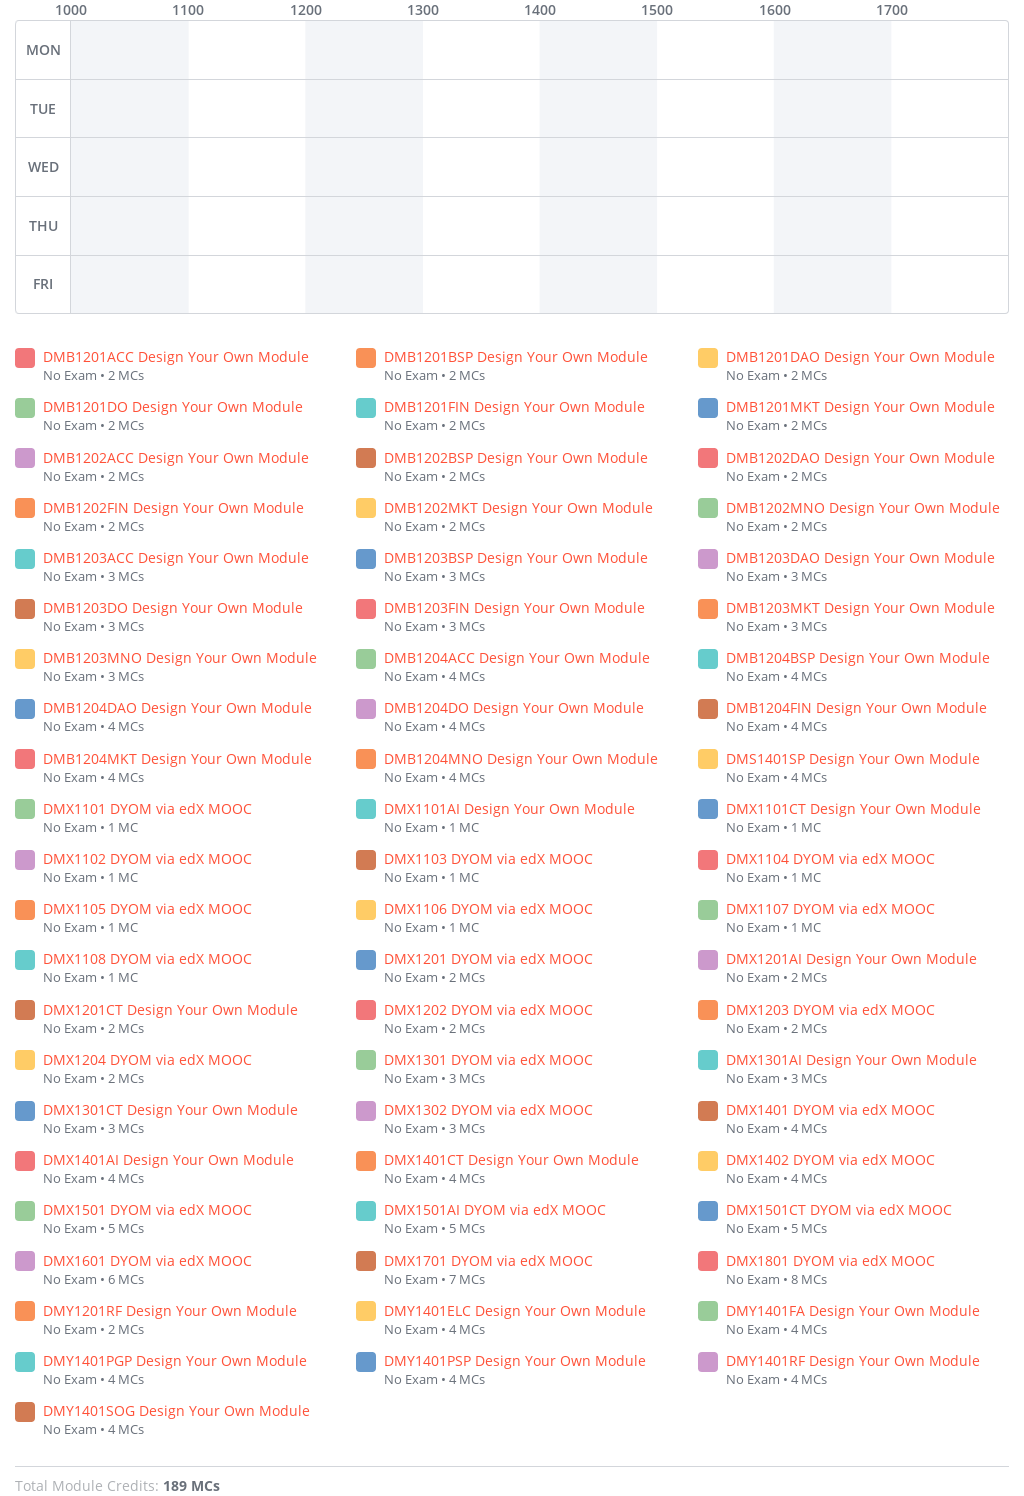 1000 1100 1200 1300 1400 1500 1600 1700
MON
TUE
WED
THU
FRI
DMB1201ACC Design Your Own Module
No Exam • 2 MCs
DMB1201BSP Design Your Own Module
No Exam • 2 MCs
DMB1201DAO Design Your Own Module
No Exam • 2 MCs
DMB1201DO Design Your Own Module
No Exam • 2 MCs
DMB1201FIN Design Your Own Module
No Exam • 2 MCs
DMB1201MKT Design Your Own Module
No Exam • 2 MCs
DMB1202ACC Design Your Own Module
No Exam • 2 MCs
DMB1202BSP Design Your Own Module
No Exam • 2 MCs
DMB1202DAO Design Your Own Module
No Exam • 2 MCs
DMB1202FIN Design Your Own Module
No Exam • 2 MCs
DMB1202MKT Design Your Own Module
No Exam • 2 MCs
DMB1202MNO Design Your Own Module
No Exam • 2 MCs
DMB1203ACC Design Your Own Module
No Exam • 3 MCs
DMB1203BSP Design Your Own Module
No Exam • 3 MCs
DMB1203DAO Design Your Own Module
No Exam • 3 MCs
DMB1203DO Design Your Own Module
No Exam • 3 MCs
DMB1203FIN Design Your Own Module
No Exam • 3 MCs
DMB1203MKT Design Your Own Module
No Exam • 3 MCs
DMB1203MNO Design Your Own Module
No Exam • 3 MCs
DMB1204ACC Design Your Own Module
No Exam • 4 MCs
DMB1204BSP Design Your Own Module
No Exam • 4 MCs
DMB1204DAO Design Your Own Module
No Exam • 4 MCs
DMB1204DO Design Your Own Module
No Exam • 4 MCs
DMB1204FIN Design Your Own Module
No Exam • 4 MCs
DMB1204MKT Design Your Own Module
No Exam • 4 MCs
DMB1204MNO Design Your Own Module
No Exam • 4 MCs
DMS1401SP Design Your Own Module
No Exam • 4 MCs
DMX1101 DYOM via edX MOOC
No Exam • 1 MC
DMX1101AI Design Your Own Module
No Exam • 1 MC
DMX1101CT Design Your Own Module
No Exam • 1 MC
DMX1102 DYOM via edX MOOC
No Exam • 1 MC
DMX1103 DYOM via edX MOOC
No Exam • 1 MC
DMX1104 DYOM via edX MOOC
No Exam • 1 MC
DMX1105 DYOM via edX MOOC
No Exam • 1 MC
DMX1106 DYOM via edX MOOC
No Exam • 1 MC
DMX1107 DYOM via edX MOOC
No Exam • 1 MC
DMX1108 DYOM via edX MOOC
No Exam • 1 MC
DMX1201 DYOM via edX MOOC
No Exam • 2 MCs
DMX1201AI Design Your Own Module
No Exam • 2 MCs
DMX1201CT Design Your Own Module
No Exam • 2 MCs
DMX1202 DYOM via edX MOOC
No Exam • 2 MCs
DMX1203 DYOM via edX MOOC
No Exam • 2 MCs
DMX1204 DYOM via edX MOOC
No Exam • 2 MCs
DMX1301 DYOM via edX MOOC
No Exam • 3 MCs
DMX1301AI Design Your Own Module
No Exam • 3 MCs
DMX1301CT Design Your Own Module
No Exam • 3 MCs
DMX1302 DYOM via edX MOOC
No Exam • 3 MCs
DMX1401 DYOM via edX MOOC
No Exam • 4 MCs
DMX1401AI Design Your Own Module
No Exam • 4 MCs
DMX1401CT Design Your Own Module
No Exam • 4 MCs
DMX1402 DYOM via edX MOOC
No Exam • 4 MCs
DMX1501 DYOM via edX MOOC
No Exam • 5 MCs
DMX1501AI DYOM via edX MOOC
No Exam • 5 MCs
DMX1501CT DYOM via edX MOOC
No Exam • 5 MCs
DMX1601 DYOM via edX MOOC
No Exam • 6 MCs
DMX1701 DYOM via edX MOOC
No Exam • 7 MCs
DMX1801 DYOM via edX MOOC
No Exam • 8 MCs
DMY1201RF Design Your Own Module
No Exam • 2 MCs
DMY1401ELC Design Your Own Module
No Exam • 4 MCs
DMY1401FA Design Your Own Module
No Exam • 4 MCs
DMY1401PGP Design Your Own Module
No Exam • 4 MCs
DMY1401PSP Design Your Own Module
No Exam • 4 MCs
DMY1401RF Design Your Own Module
No Exam • 4 MCs
DMY1401SOG Design Your Own Module
No Exam • 4 MCs
Total Module Credits: 189 MCs